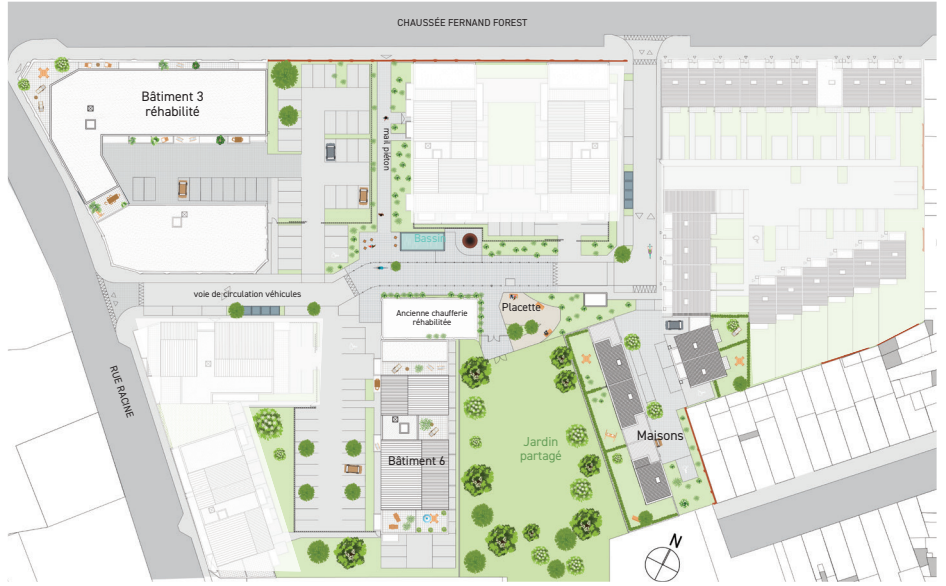 CHAUSSÉE FERNAND FOREST
Bâtiment 3
réhabilité
mail piéton
Bassin
voie de circulation véhicules
Ancienne chaufferie
réhabilitée
Placette
RUE RACINE
Jardin
partagé
Maisons
Bâtiment 6
N